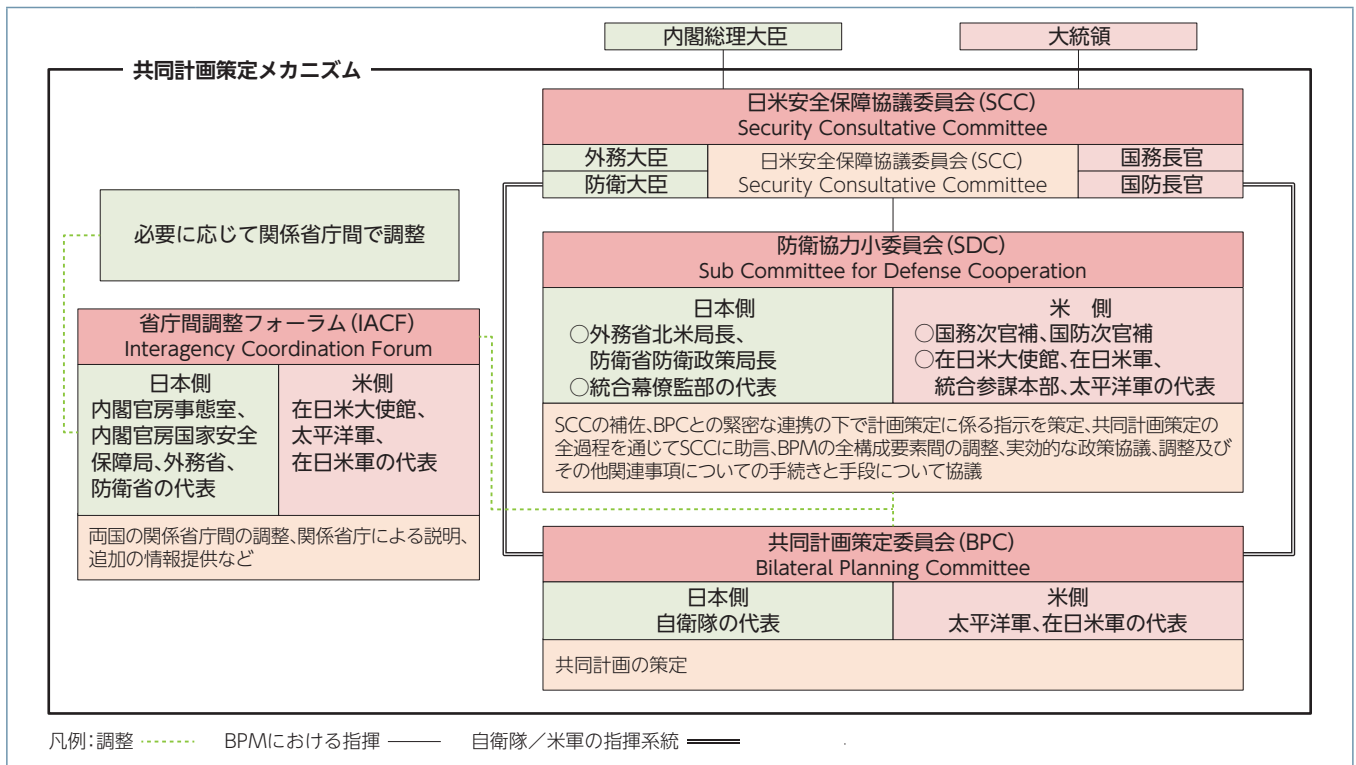 内閣総理大臣
大統領
共同計画策定メカニズム
日米安全保障協議委員会(SCC)
Security Consultative Committee
外務大臣
防衛大臣
日米安全保障協議委員会(SCC)
Security Consultative Committee
国務長官
国防長官
必要に応じて関係省庁間で調整
防衛協力小委員会(SDC)
Sub Committee for Defense Cooperation
日本側
○外務省北米局長、
防衛省防衛政策局長
○統合幕僚監部の代表
米 側
○国務次官補、国防次官補
○在日米大使館、在日米軍、
統合参謀本部、太平洋軍の代表
SCCの補佐、BPCとの緊密な連携の下で計画策定に係る指示を策定、共同計画策定の
全過程を通じてSCCに助言、BPMの全構成要素間の調整、実効的な政策協議、調整及び
その他関連事項についての手続きと手段について協議
省庁間調整フォーラム(IACF)
Interagency Coordination Forum
日本側
内閣官房事態室、
内閣官房国家安全
保障局、外務省、
防衛省の代表
米側
在日米大使館、
太平洋軍、
在日米軍の代表
両国の関係省庁間の調整、関係省庁による説明、
追加の情報提供など
共同計画策定委員会(BPC)
Bilateral Planning Committee
日本側
自衛隊の代表
米側
太平洋軍、在日米軍の代表
共同計画の策定
凡例:調整 BPMにおける指揮 自衛隊/米軍の指揮系統